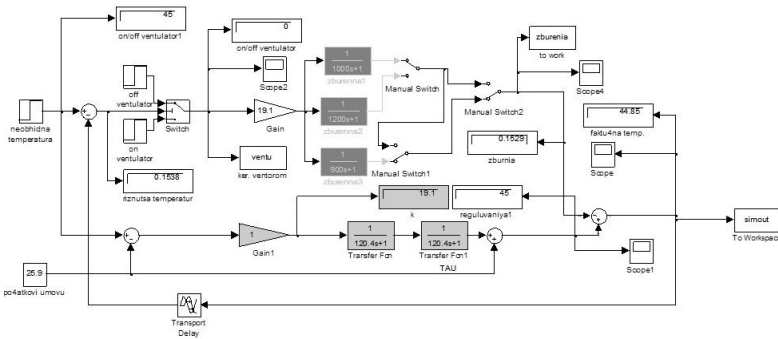 45
on/off ventulator1
0
on/off ventulator
zburenia
to work
Scope4
off
ventulator
Scope2
1
1000s+1
zburenna1
Manual Switch
Manual Switch2
neobhidna
temperatura
Switch
19.1
Gain
1
1200s+1
zburenna2
44.85
faktu4na temp.
on
ventulator
0.1529
zburnia
Scope
ventu
ker. ventorom
1
900s+1
zburenna3
Manual Switch1
0.1538
riznutsa temperatur
19.1
k
45
reguluvaniya1
simout
To Workspac
1
Gain1
1
120.4s+1
Transfer Fcn
1
120.4s+1
Transfer Fcn1
TAU
Scope1
25.9
po4atkovi umovu
Transport
Delay